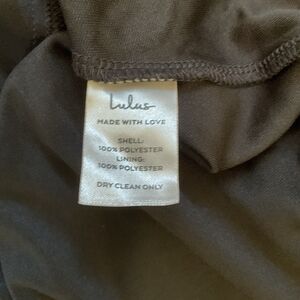 Lulus
MADE WITH LOVE
SHELL:
100% POLYESTER
LINING:
100% POLYESTER
DRY CLEAN ONLY